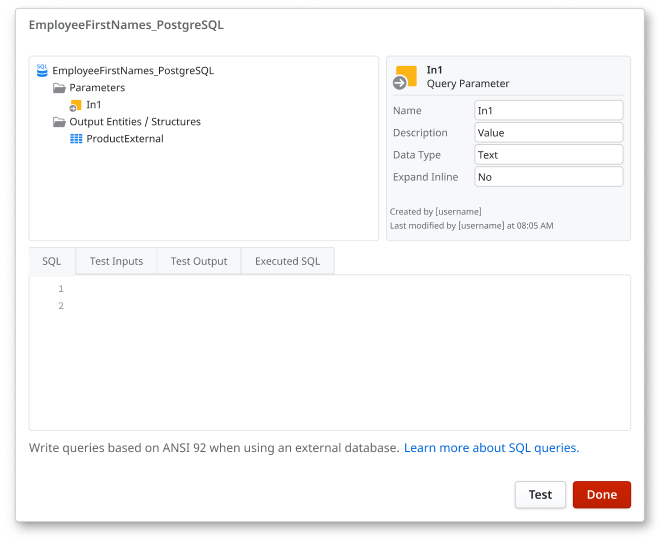 EmployeeFirstNames_PostgreSQL
SQL
EmployeeFirstNames_PostgreSQL
Parameters
In1
Output Entities / Structures
ProductExternal
In1
Query Parameter
Name In1
Description Value
Data Type Text
Expand Inline No
Created by [username]
Last modified by [username] at 08:05 AM
SQL Test Inputs Test Output Executed SQL
1
2
Write queries based on ANSI 92 when using an external database. Learn more about SQL queries.
Test Done